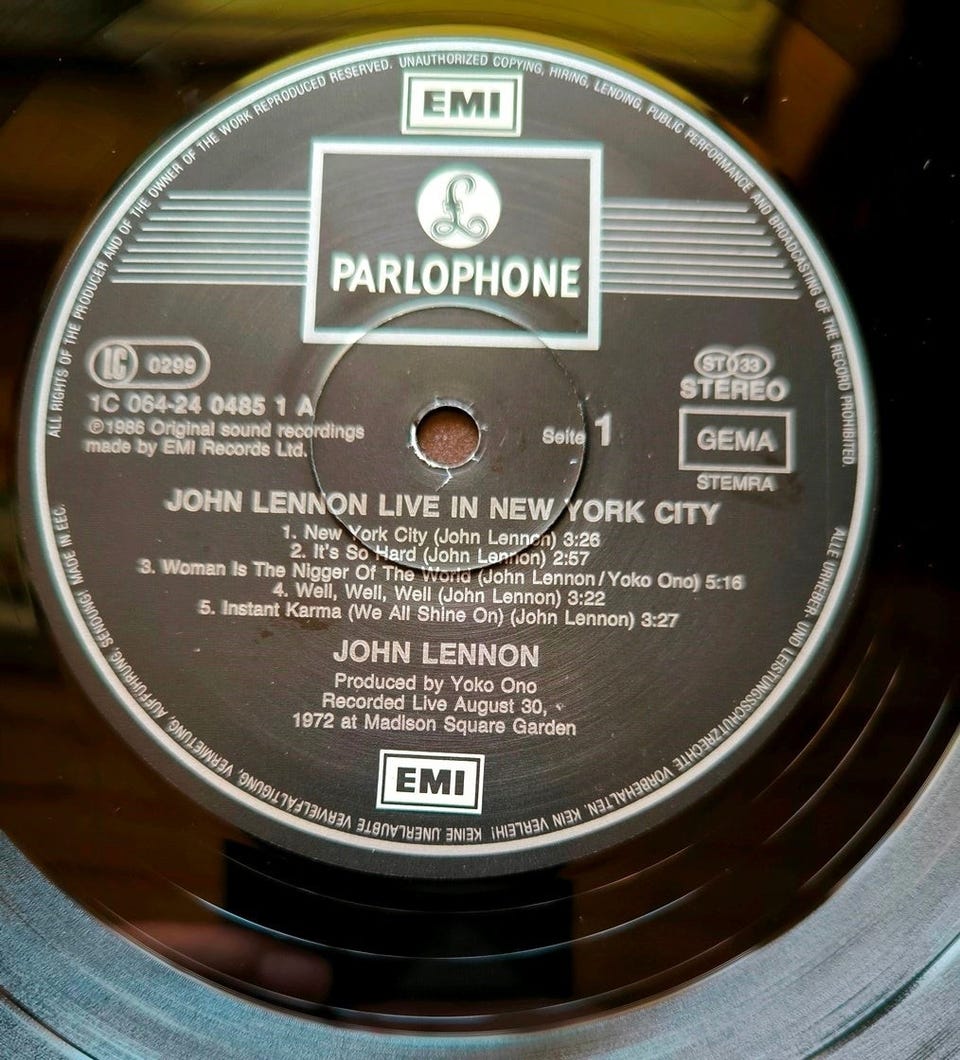 ALL RIGHTS OF THE PRODUCER AND OF THE OWNER OF THE WORK REPRODUCED RESERVED. UNAUTHORIZED COPYING, HIRING, LENDING, PUBLIC PERFORMANCE AND BROADCASTING OF THE RECORD PROHIBITED.
EMI
£
PARLOPHONE
LC 0299
1C 064-24 0485 1 A
℗1986 Original sound recordings
made by EMI Records Ltd.
Seite 1
ST 33
STEREO
GEMA
STEMRA
JOHN LENNON LIVE IN NEW YORK CITY
1. New York City (John Lennon) 3:26
2. It's So Hard (John Lennon) 2:57
3. Woman Is The Nigger Of The World (John Lennon/Yoko Ono) 5:16
4. Well, Well, Well (John Lennon) 3:22
5. Instant Karma (We All Shine On) (John Lennon) 3:27
JOHN LENNON
Produced by Yoko Ono
Recorded Live August 30,
1972 at Madison Square Garden
EMI
ALLE URHEBER- UND LEISTUNGSSCHUTZRECHTE VORBEHALTEN. KEIN VERLEIH! KEINE UNERLAUBTE VERVIELFÄLTIGUNG, VERMIETUNG, AUFFÜHRUNG, SENDUNG! MADE IN EEC.